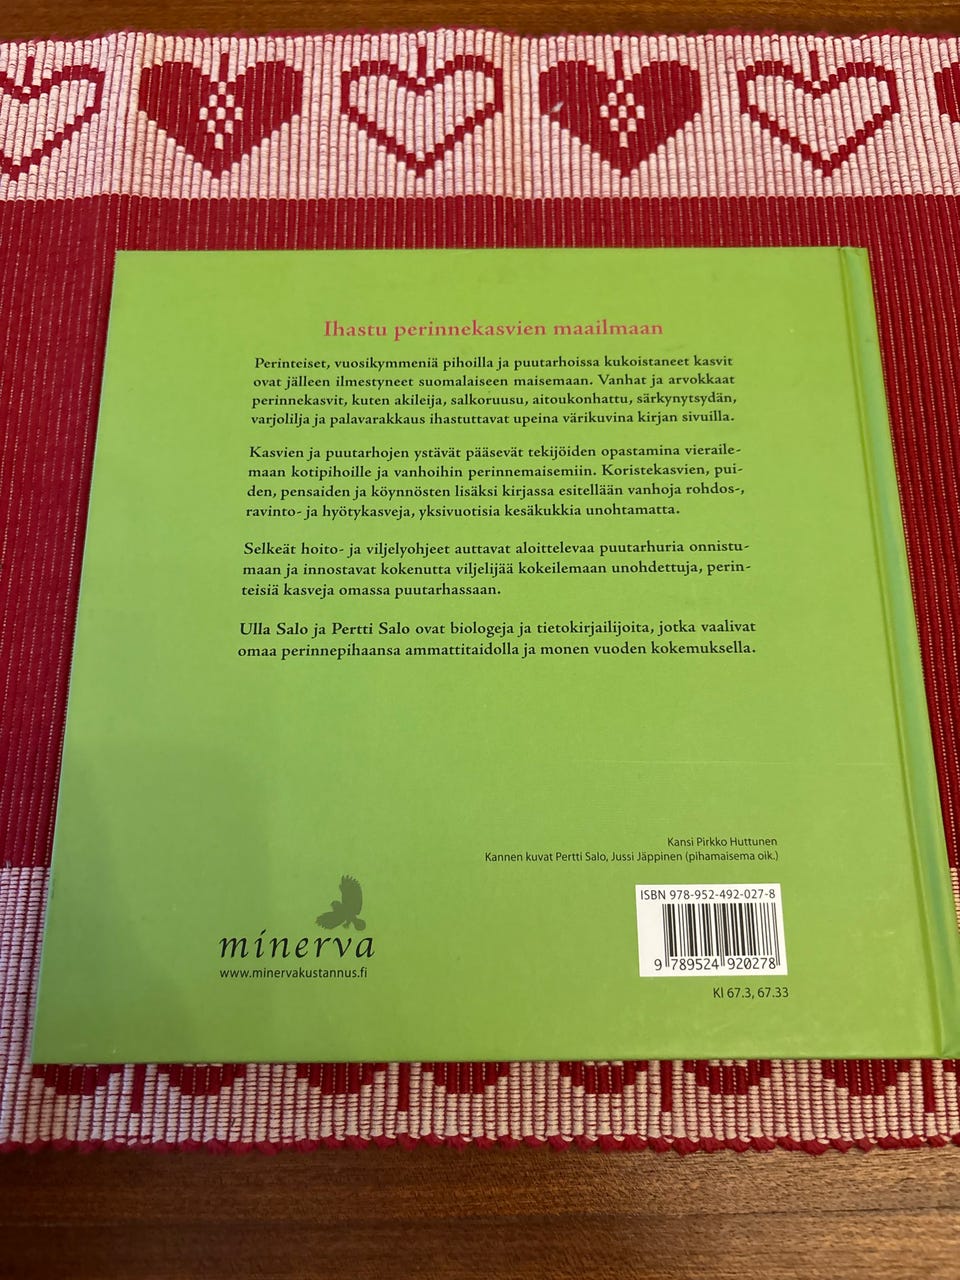 Ihastu perinnekasvien maailmaan
Perinteiset, vuosikymmeniä pihoilla ja puutarhoissa kukoistaneet kasvit
ovat jälleen ilmestyneet suomalaiseen maisemaan. Vanhat ja arvokkaat
perinnekasvit, kuten akileija, salkoruusu, aitoukonhattu, särkynytsydän,
varjolilja ja palavarakkaus ihastuttavat upeina värikuvina kirjan sivuilla.
Kasvien ja puutarhojen ystävät pääsevät tekijöiden opastamina vieraile-
maan kotipihoille ja vanhoihin perinnemaisemiin. Koristekasvien, pui-
den, pensaiden ja köynnösten lisäksi kirjassa esitellään vanhoja rohdos-,
ravinto- ja hyötykasveja, yksivuotisia kesäkukkia unohtamatta.
Selkeät hoito- ja viljelyohjeet auttavat aloittelevaa puutarhuria onnistu-
maan ja innostavat kokenutta viljelijää kokeilemaan unohdettuja, perin-
teisiä kasveja omassa puutarhassaan.
Ulla Salo ja Pertti Salo ovat biologeja ja tietokirjailijoita, jotka vaalivat
omaa perinnepihaansa ammattitaidolla ja monen vuoden kokemuksella.
Kansi Pirkko Huttunen
Kannen kuvat Pertti Salo, Jussi Jäppinen (pihamaisema oik.)
minerva
www.minervakustannus.fi
ISBN 978-952-492-027-8
9 789524 920278
Kl 67.3, 67.33